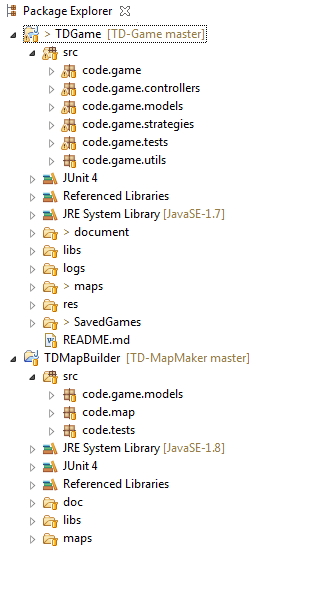 Package Explorer
> TDGame [TD-Game master]
src
code.game
code.game.controllers
code.game.models
code.game.strategies
code.game.tests
code.game.utils
JUnit 4
Referenced Libraries
JRE System Library [JavaSE-1.7]
> document
libs
logs
> maps
res
> SavedGames
README.md
TDMapBuilder [TD-MapMaker master]
src
code.game.models
code.map
code.tests
JRE System Library [JavaSE-1.8]
JUnit 4
Referenced Libraries
doc
libs
maps